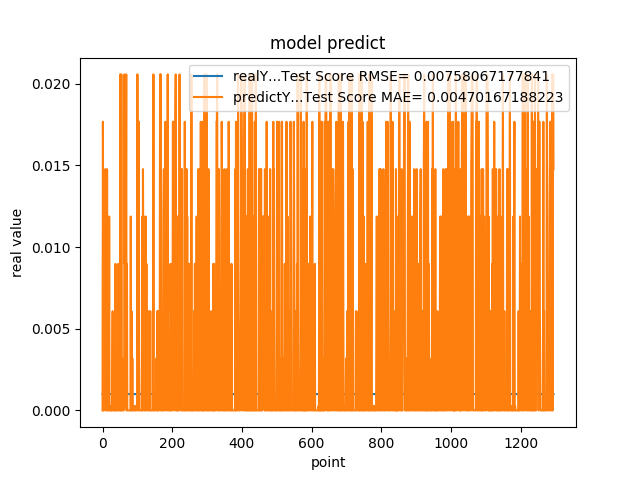 model predict
realY...Test Score RMSE= 0.00758067177841
predictY...Test Score MAE= 0.00470167188223
0.020
0.015
0.010
0.005
0.000
real value
0 200 400 600 800 1000 1200
point